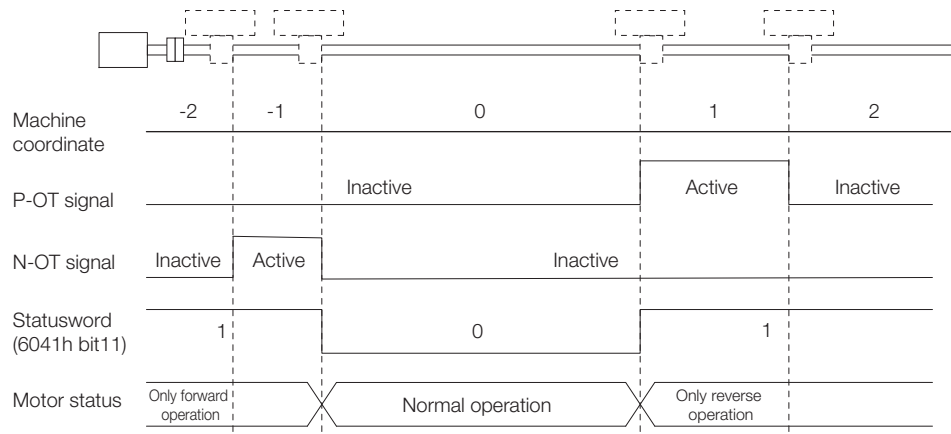 Machine
coordinate
-2 -1 0 1 2
P-OT signal
Inactive Active Inactive
N-OT signal
Inactive Active Inactive
Statusword
(6041h bit11)
1 0 1
Motor status
Only forward
operation
Normal operation
Only reverse
operation